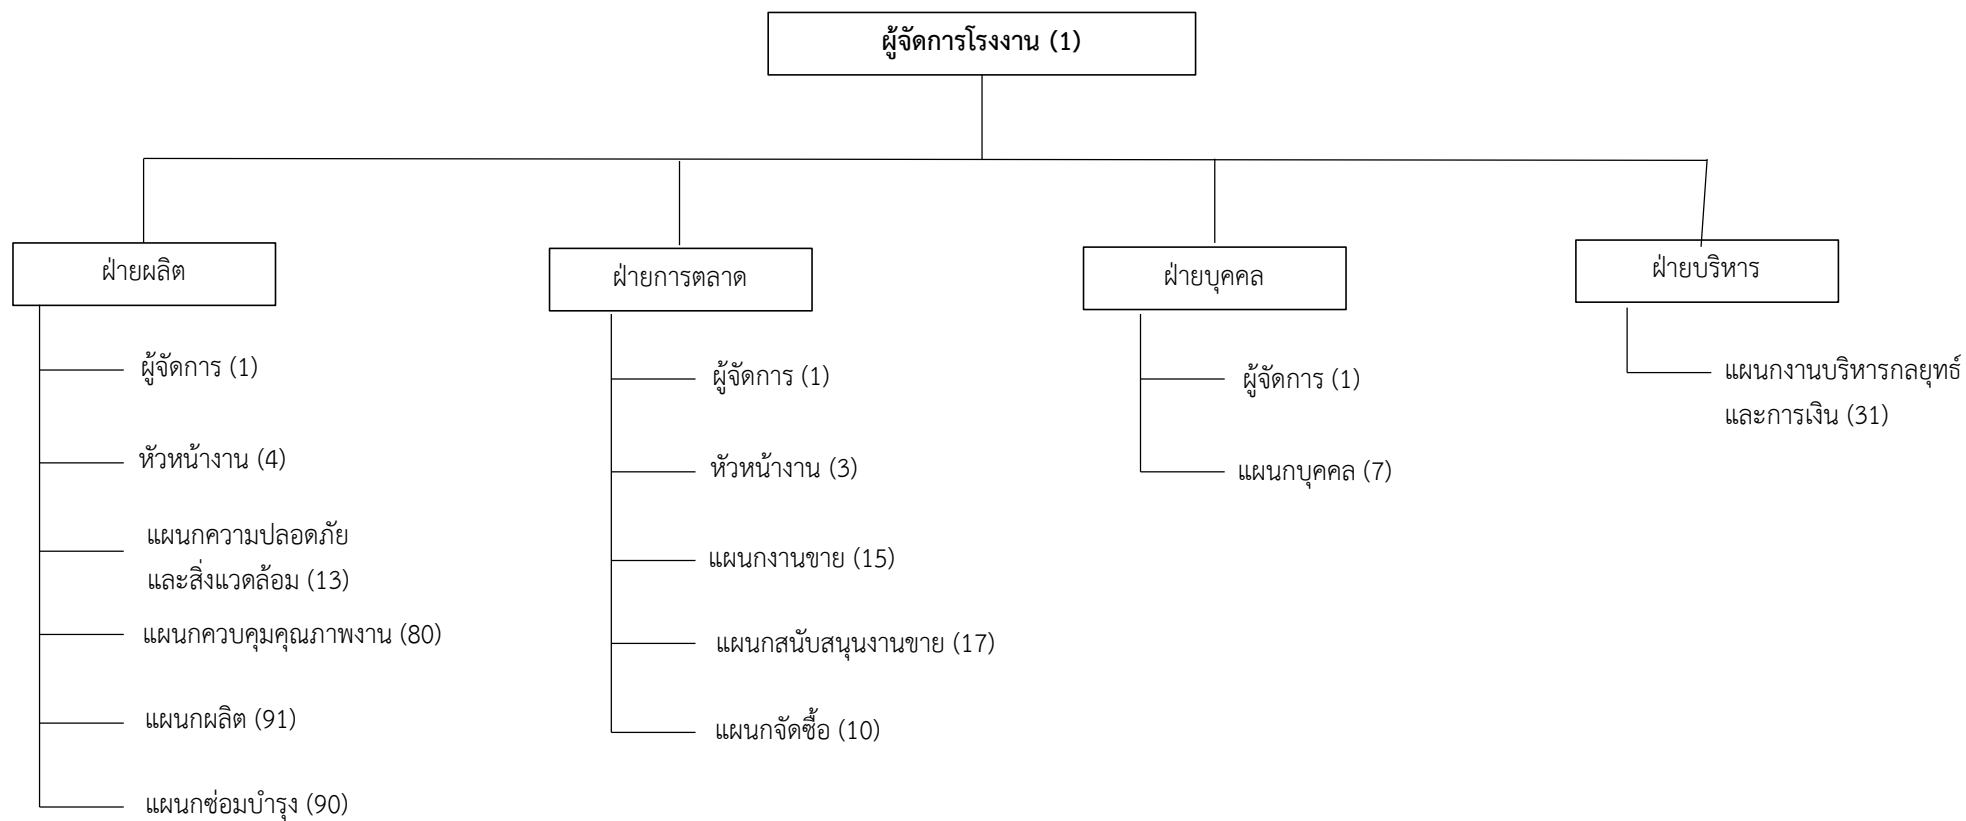 ผู้จัดการโรงงาน (1)
ฝ่ายผลิต
ผู้จัดการ (1)
หัวหน้างาน (4)
แผนกความปลอดภัย
และสิ่งแวดล้อม (13)
แผนกควบคุมคุณภาพงาน (80)
แผนกผลิต (91)
แผนกซ่อมบำรุง (90)
ฝ่ายการตลาด
ผู้จัดการ (1)
หัวหน้างาน (3)
แผนกงานขาย (15)
แผนกสนับสนุนงานขาย (17)
แผนกจัดซื้อ (10)
ฝ่ายบุคคล
ผู้จัดการ (1)
แผนกบุคคล (7)
ฝ่ายบริหาร
แผนกงานบริหารกลยุทธ์
และการเงิน (31)